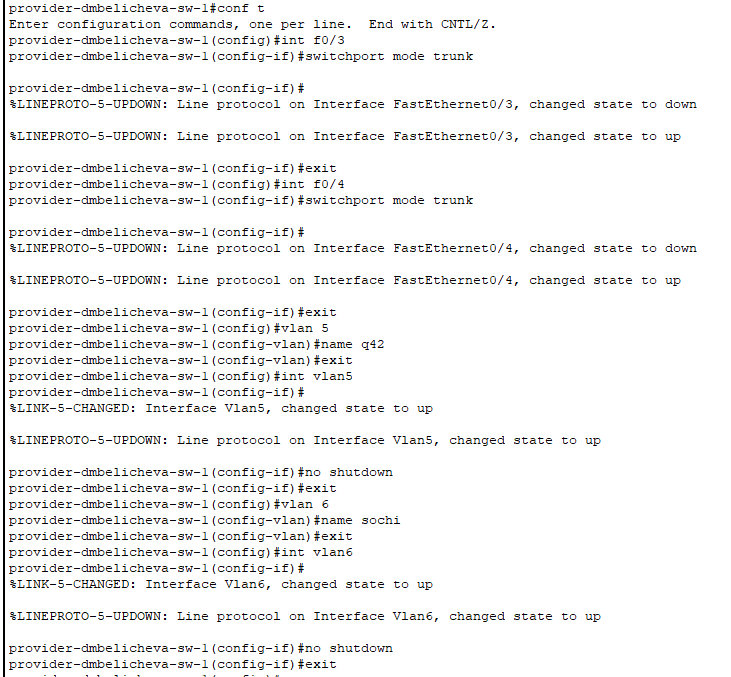 provider-dmbelicheva-sw-1#conf t
Enter configuration commands, one per line.  End with CNTL/Z.
provider-dmbelicheva-sw-1(config)#int f0/3
provider-dmbelicheva-sw-1(config-if)#switchport mode trunk
provider-dmbelicheva-sw-1(config-if)#
%LINEPROTO-5-UPDOWN: Line protocol on Interface FastEthernet0/3, changed state to down
%LINEPROTO-5-UPDOWN: Line protocol on Interface FastEthernet0/3, changed state to up
provider-dmbelicheva-sw-1(config-if)#exit
provider-dmbelicheva-sw-1(config)#int f0/4
provider-dmbelicheva-sw-1(config-if)#switchport mode trunk
provider-dmbelicheva-sw-1(config-if)#
%LINEPROTO-5-UPDOWN: Line protocol on Interface FastEthernet0/4, changed state to down
%LINEPROTO-5-UPDOWN: Line protocol on Interface FastEthernet0/4, changed state to up
provider-dmbelicheva-sw-1(config-if)#exit
provider-dmbelicheva-sw-1(config)#vlan 5
provider-dmbelicheva-sw-1(config-vlan)#name q42
provider-dmbelicheva-sw-1(config-vlan)#exit
provider-dmbelicheva-sw-1(config)#int vlan5
provider-dmbelicheva-sw-1(config-if)#
%LINK-5-CHANGED: Interface Vlan5, changed state to up
%LINEPROTO-5-UPDOWN: Line protocol on Interface Vlan5, changed state to up
provider-dmbelicheva-sw-1(config-if)#no shutdown
provider-dmbelicheva-sw-1(config-if)#exit
provider-dmbelicheva-sw-1(config)#vlan 6
provider-dmbelicheva-sw-1(config-vlan)#name sochi
provider-dmbelicheva-sw-1(config-vlan)#exit
provider-dmbelicheva-sw-1(config)#int vlan6
provider-dmbelicheva-sw-1(config-if)#
%LINK-5-CHANGED: Interface Vlan6, changed state to up
%LINEPROTO-5-UPDOWN: Line protocol on Interface Vlan6, changed state to up
provider-dmbelicheva-sw-1(config-if)#no shutdown
provider-dmbelicheva-sw-1(config-if)#exit